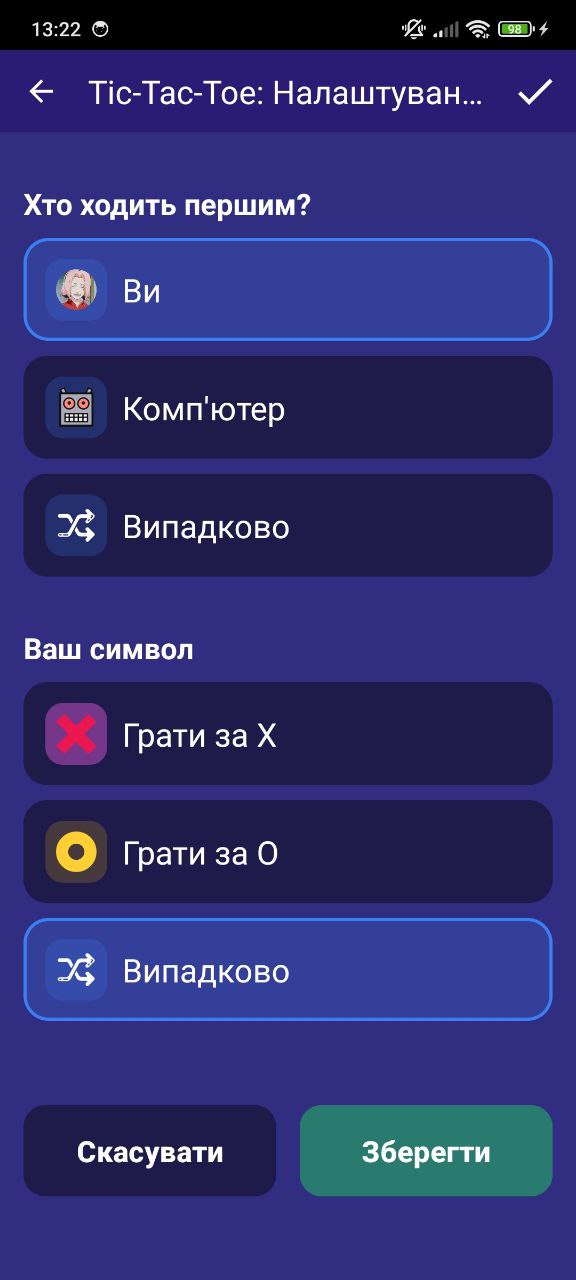 13:22
98
Tic-Tac-Toe: Налаштуван...
Хто ходить першим?
Ви
Комп'ютер
Випадково
Ваш символ
Грати за X
Грати за O
Випадково
Скасувати
Зберегти